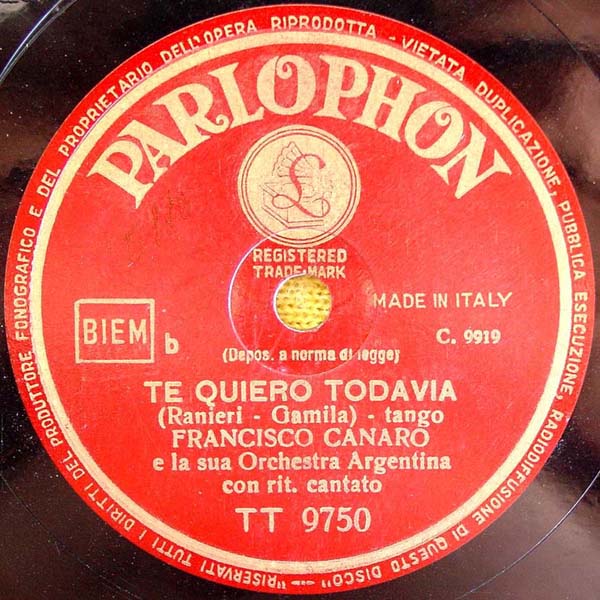 "RISERVATI TUTTI I DIRITTI DEL PRODUTTORE FONOGRAFICO E DEL PROPRIETARIO DELL'OPERA RIPRODOTTA - VIETATA DUPLICAZIONE, PUBBLICA ESECUZIONE, RADIODIFFUSIONE DI QUESTO DISCO"
PARLOPHON
£
REGISTERED
TRADE-MARK
MADE IN ITALY
BIEM b
C. 9919
(Depos. a norma di legge)
TE QUIERO TODAVIA
(Ranieri - Gamila) - tango
FRANCISCO CANARO
e la sua Orchestra Argentina
con rit. cantato
TT 9750